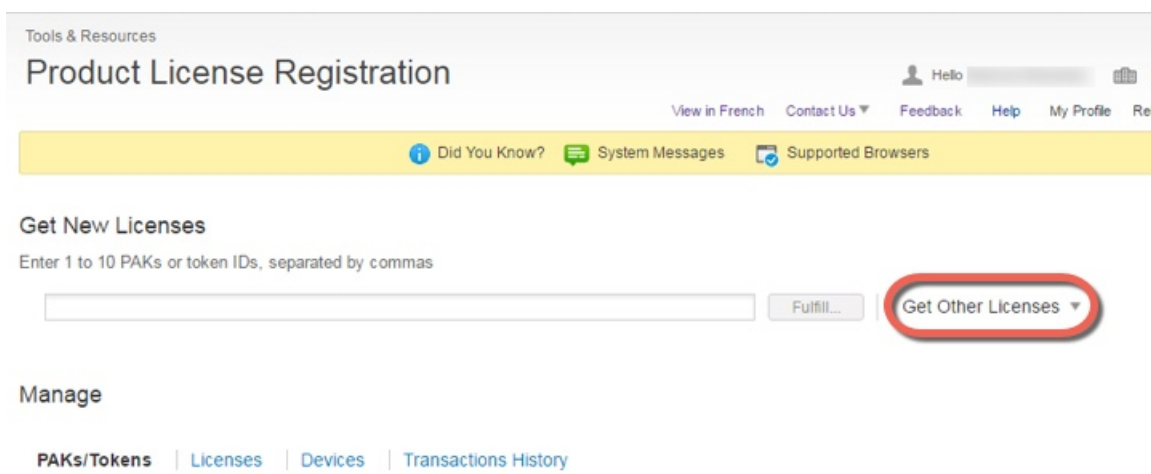 Tools & Resources
Product License Registration
Hello
View in French Contact Us Feedback Help My Profile Re
Did You Know? System Messages Supported Browsers
Get New Licenses
Enter 1 to 10 PAKs or token IDs, separated by commas
Fulfill... Get Other Licenses
Manage
PAKs/Tokens Licenses Devices Transactions History